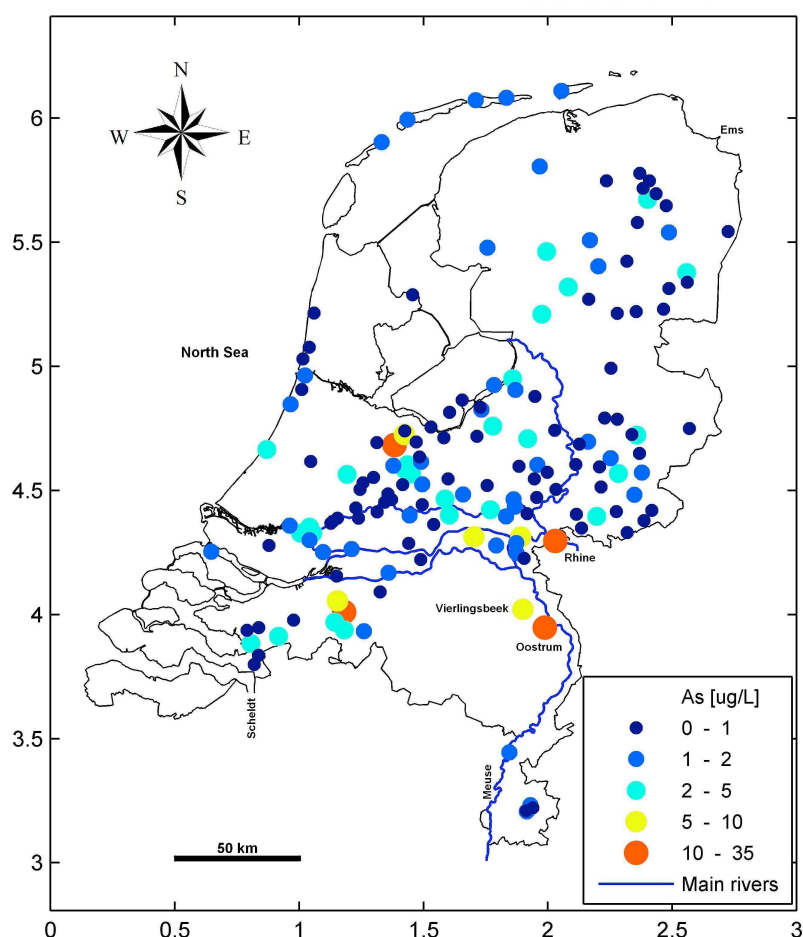 N
W E
S
6
5.5
5
4.5
4
3.5
3
0 0.5 1 1.5 2 2.5 3
Ems
North Sea
Rhine
Vierlingsbeek
Oostrum
Scheldt
Meuse
50 km
As [ug/L]
0 - 1
1 - 2
2 - 5
5 - 10
10 - 35
Main rivers